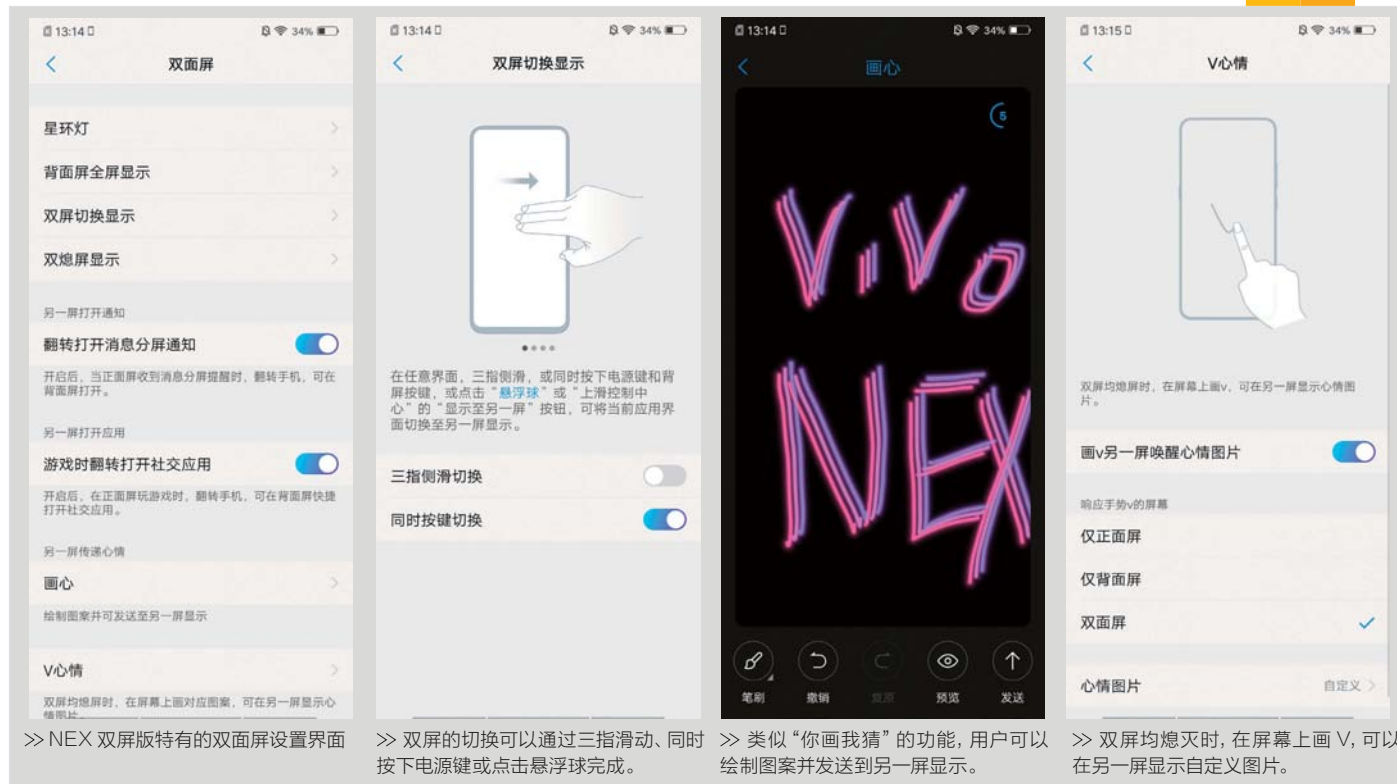 13:14
34%
双面屏
星环灯
背面屏全屏显示
双屏切换显示
双熄屏显示
另一屏打开通知
翻转打开消息分屏通知
开启后，当正面屏收到消息分屏提醒时，翻转手机，可在
背面屏打开。
另一屏打开应用
游戏时翻转打开社交应用
开启后，在正面屏玩游戏时，翻转手机，可在背面屏快捷
打开社交应用。
另一屏传递心情
画心
绘制图案并可发送至另一屏显示
V心情
双屏均熄屏时，在屏幕上画对应图案，可在另一屏显示心
情图片
>> NEX 双屏版特有的双面屏设置界面
13:14
34%
双屏切换显示
在任意界面，三指侧滑，或同时按下电源键和背
屏按键，或点击“悬浮球”或“上滑控制中
心”的“显示至另一屏”按钮，可将当前应用界
面切换至另一屏显示。
三指侧滑切换
同时按键切换
>> 双屏的切换可以通过三指滑动、同时
按下电源键或点击悬浮球完成。
13:14
34%
画心
5
ViVo
NEX
笔刷 撤销 复原 预览 发送
>> 类似“你画我猜”的功能，用户可以
绘制图案并发送到另一屏显示。
13:15
34%
V心情
双屏均熄屏时，在屏幕上画v，可在另一屏显示心情图
片。
画v另一屏唤醒心情图片
响应手势v的屏幕
仅正面屏
仅背面屏
双面屏
心情图片 自定义
>> 双屏均熄灭时，在屏幕上画 V，可以
在另一屏显示自定义图片。